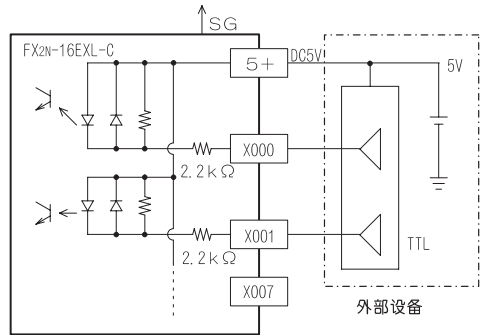 SG
FX2N-16EXL-C
5+
DC5V
5V
X000
2.2kΩ
X001
TTL
2.2kΩ
X007
外部设备